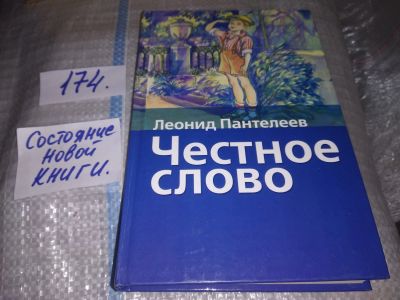 174.
Состояние
новой
книги.
Леонид Пантелеев
Честное
слово